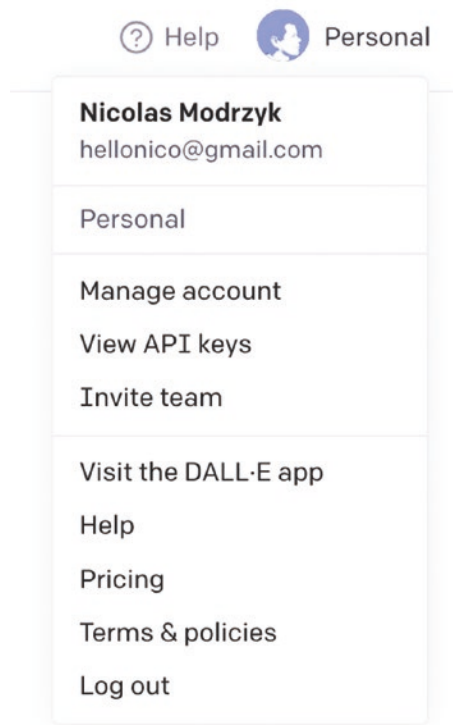 ? Help Personal
Nicolas Modrzyk
hellonico@gmail.com
Personal
Manage account
View API keys
Invite team
Visit the DALL·E app
Help
Pricing
Terms & policies
Log out